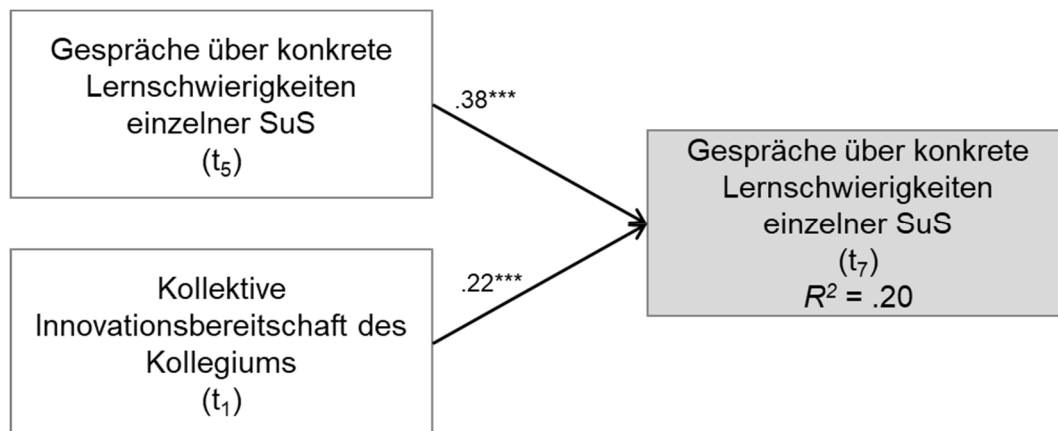 Gespräche über konkrete
Lernschwierigkeiten
einzelner SuS
(t₅)
.38***
Gespräche über konkrete
Lernschwierigkeiten
einzelner SuS
(t₇)
R² = .20
.22***
Kollektive
Innovationsbereitschaft des
Kollegiums
(t₁)